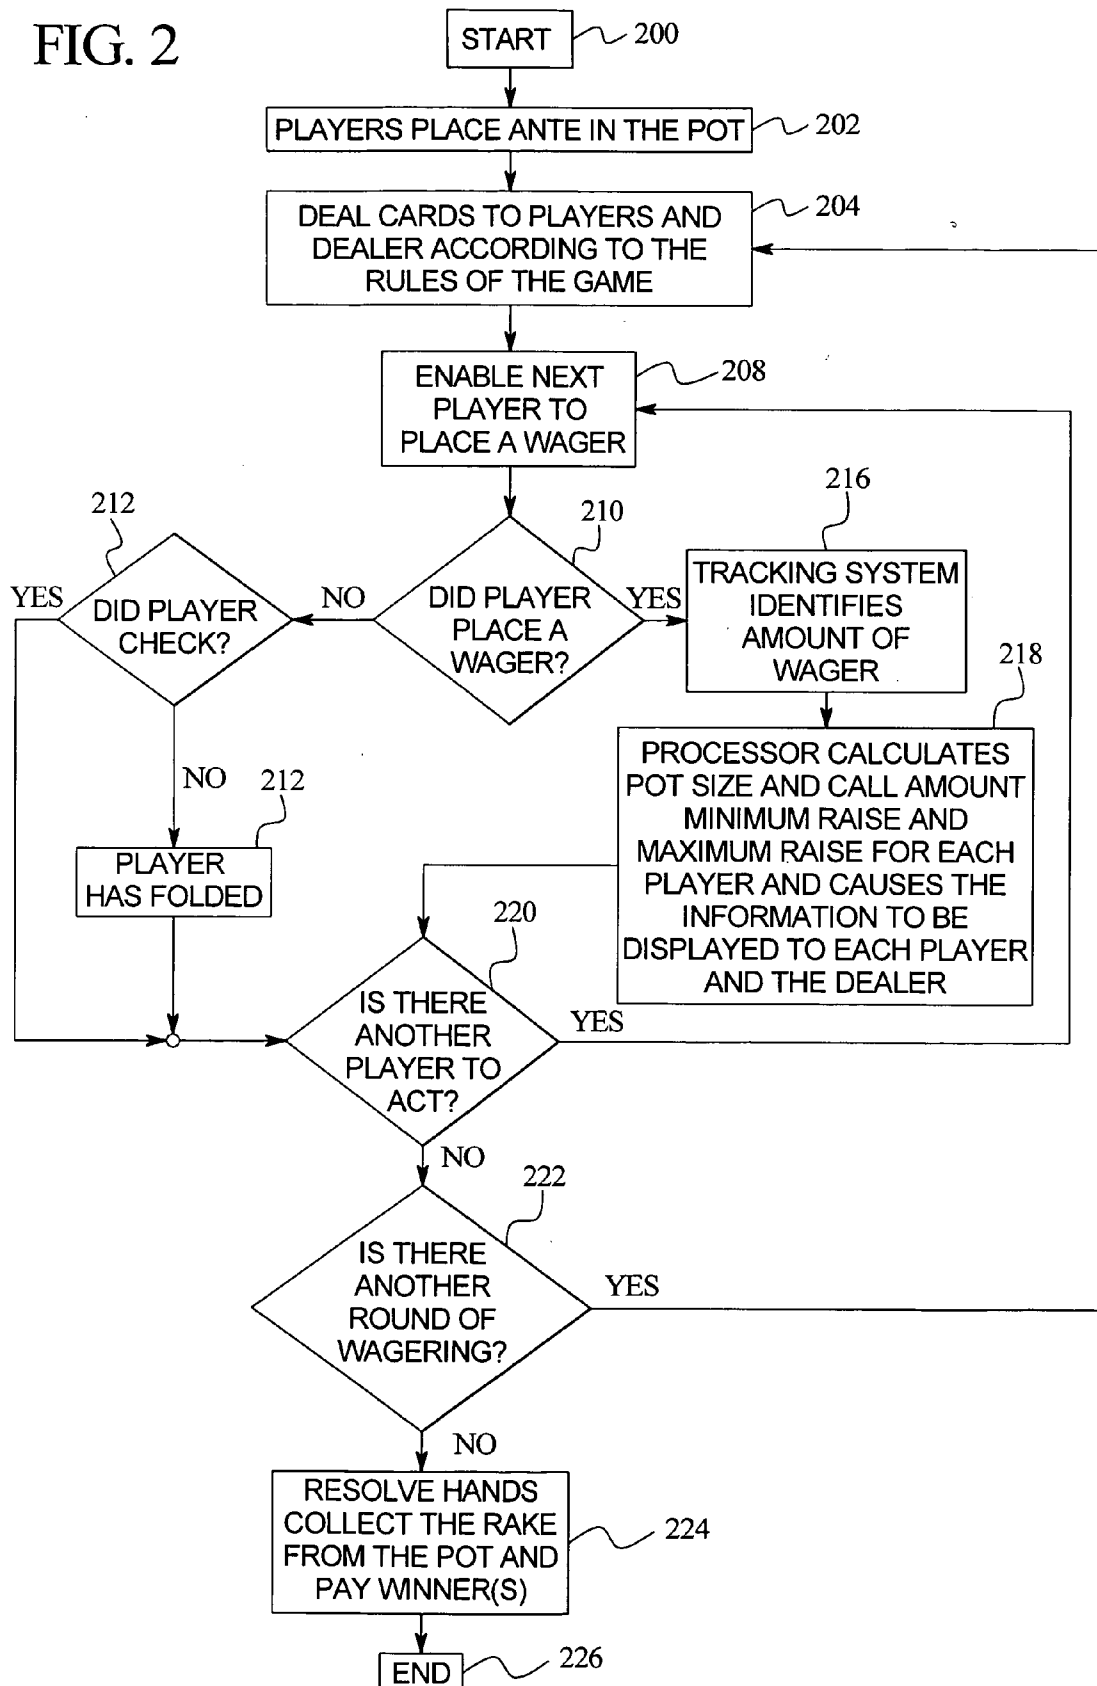 FIG. 2
START
200
PLAYERS PLACE ANTE IN THE POT
202
DEAL CARDS TO PLAYERS AND
DEALER ACCORDING TO THE
RULES OF THE GAME
204
ENABLE NEXT
PLAYER TO
PLACE A WAGER
208
212
YES
DID PLAYER
CHECK?
NO
210
DID PLAYER
PLACE A
WAGER?
YES
216
TRACKING SYSTEM
IDENTIFIES
AMOUNT OF
WAGER
218
PROCESSOR CALCULATES
POT SIZE AND CALL AMOUNT
MINIMUM RAISE AND
MAXIMUM RAISE FOR EACH
PLAYER AND CAUSES THE
INFORMATION TO BE
DISPLAYED TO EACH PLAYER
AND THE DEALER
NO
212
PLAYER
HAS FOLDED
220
IS THERE
ANOTHER
PLAYER TO
ACT?
YES
NO
222
IS THERE
ANOTHER
ROUND OF
WAGERING?
YES
NO
RESOLVE HANDS
COLLECT THE RAKE
FROM THE POT AND
PAY WINNER(S)
224
END
226